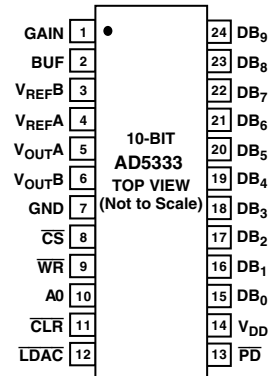 GAIN 1
BUF 2
VREFB 3
VREFA 4
VOUTA 5
VOUTB 6
GND 7
CS 8
WR 9
A0 10
CLR 11
LDAC 12
10-BIT
AD5333
TOP VIEW
(Not to Scale)
24 DB9
23 DB8
22 DB7
21 DB6
20 DB5
19 DB4
18 DB3
17 DB2
16 DB1
15 DB0
14 VDD
13 PD